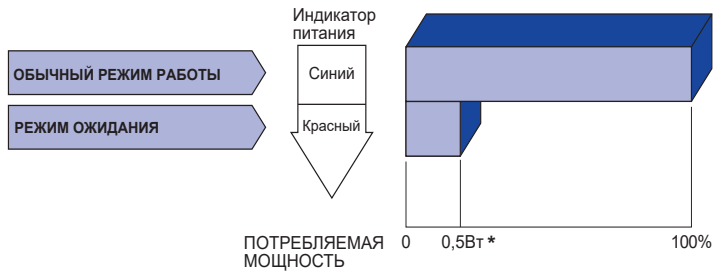 Индикатор
питания
ОБЫЧНЫЙ РЕЖИМ РАБОТЫ
Синий
РЕЖИМ ОЖИДАНИЯ
Красный
ПОТРЕБЛЯЕМАЯ
МОЩНОСТЬ
0 0,5Вт * 100%